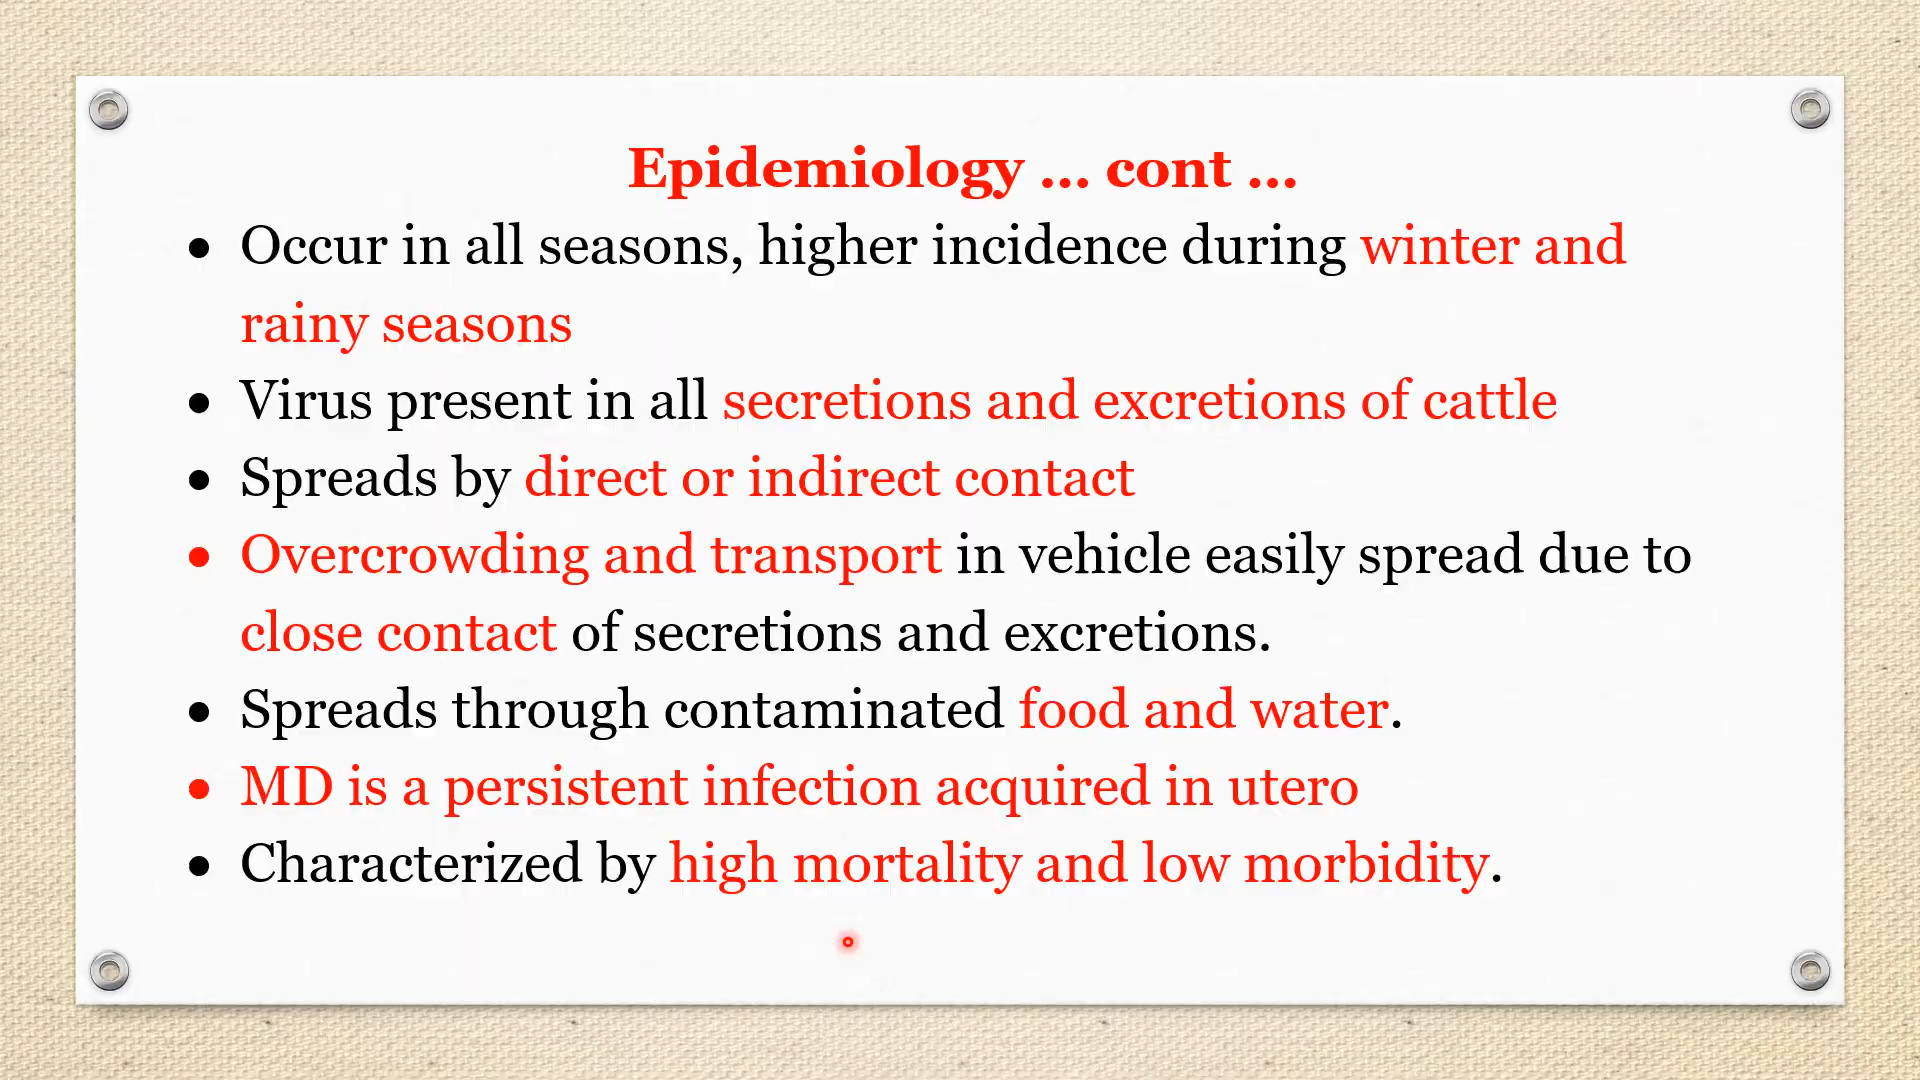 Epidemiology ... cont ...
• Occur in all seasons, higher incidence during winter and
rainy seasons
• Virus present in all secretions and excretions of cattle
• Spreads by direct or indirect contact
• Overcrowding and transport in vehicle easily spread due to
close contact of secretions and excretions.
• Spreads through contaminated food and water.
• MD is a persistent infection acquired in utero
• Characterized by high mortality and low morbidity.